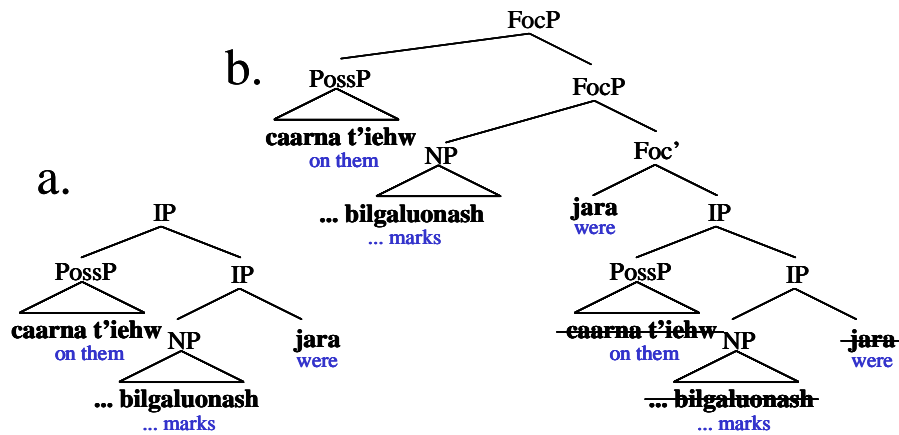 b.
FocP
PossP
caarna t’iehw
on them
FocP
NP
... bilgaluonash
... marks
Foc’
jara
were
IP
PossP
caarna t’iehw
on them
IP
NP
... bilgaluonash
... marks
jara
were
a.
IP
PossP
caarna t’iehw
on them
IP
NP
... bilgaluonash
... marks
jara
were